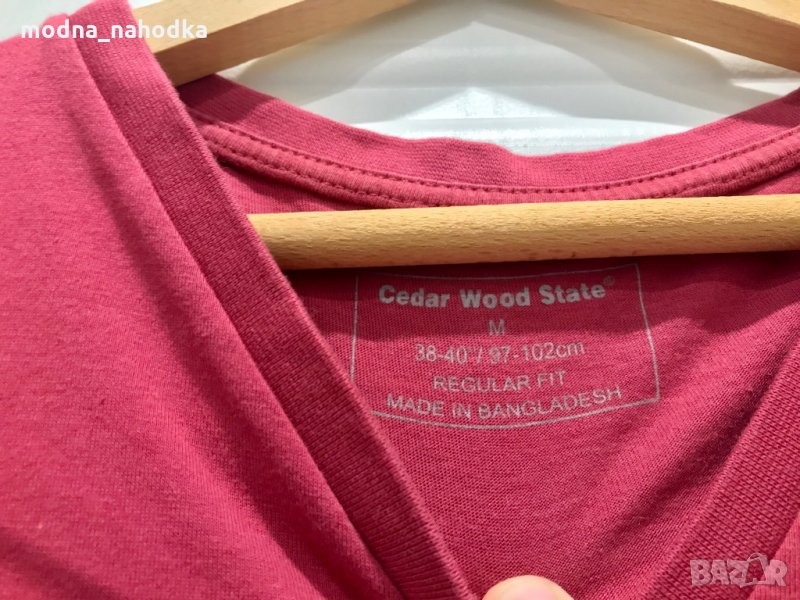 modna_nahodka
Cedar Wood State®
M
38-40"/97-102cm
REGULAR FIT
MADE IN BANGLADESH
BAZAR